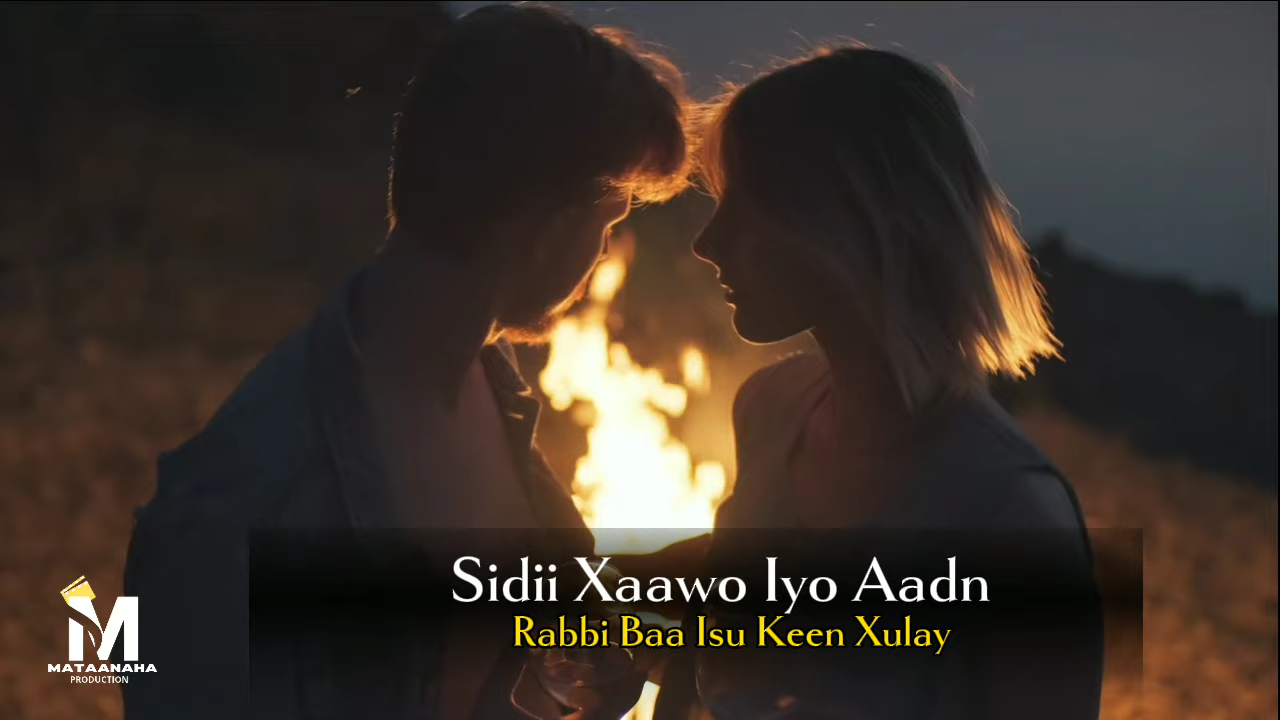 Sidii Xaawo Iyo Aadn
Rabbi Baa Isu Keen Xulay
M
MATAANAHA
PRODUCTION